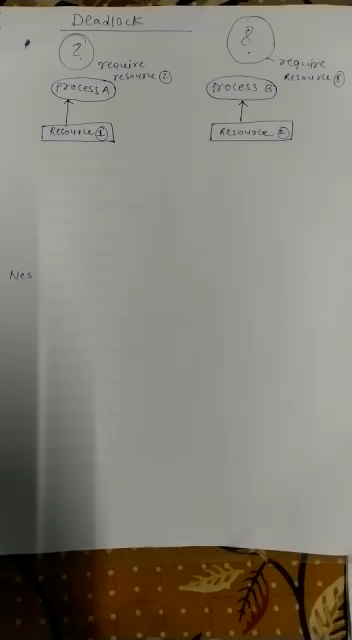 Deadlock
?
?
require
resource ②
require
Resource ①
Process A
Process B
Resource ①
Resource ②
Nes